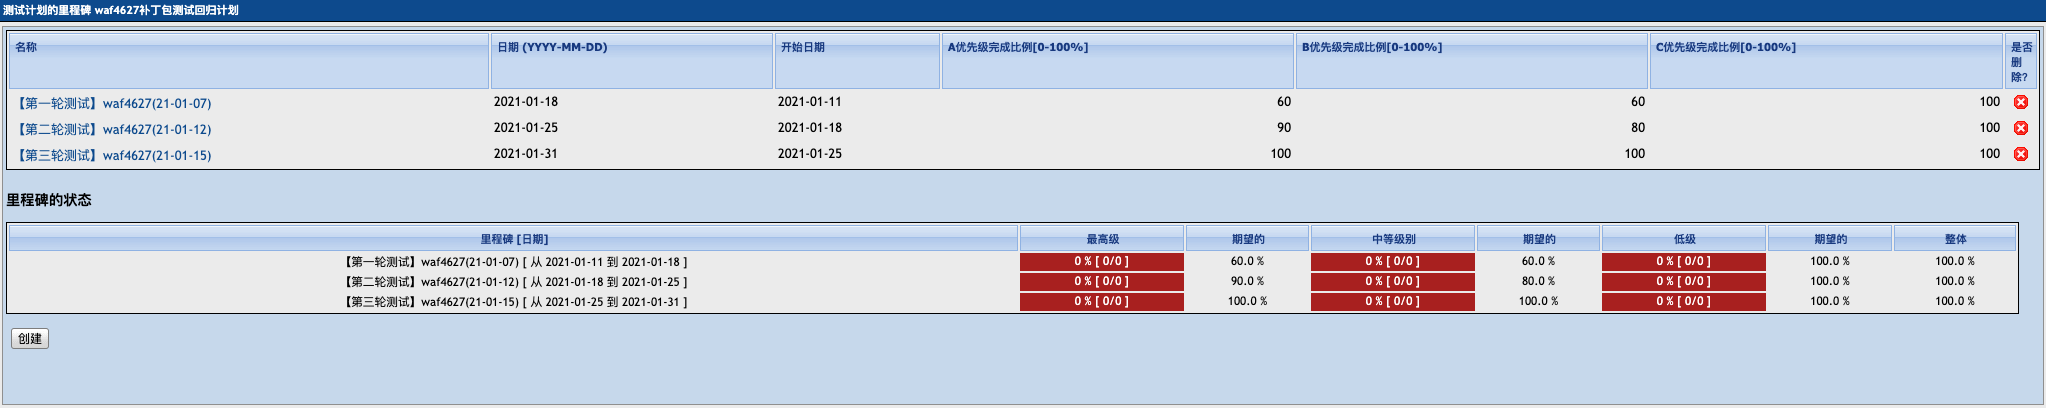 测试计划的里程碑 waf4627补丁包测试回归计划
名称 日期 (YYYY-MM-DD) 开始日期 A优先级完成比例[0-100%] B优先级完成比例[0-100%] C优先级完成比例[0-100%] 是否
删
除?
【第一轮测试】waf4627(21-01-07) 2021-01-18 2021-01-11 60 60 100
【第二轮测试】waf4627(21-01-12) 2021-01-25 2021-01-18 90 80 100
【第三轮测试】waf4627(21-01-15) 2021-01-31 2021-01-25 100 100 100
里程碑的状态
里程碑 [日期] 最高级 期望的 中等级别 期望的 低级 期望的 整体
【第一轮测试】waf4627(21-01-07) [ 从 2021-01-11 到 2021-01-18 ] 0 % [ 0/0 ] 60.0 % 0 % [ 0/0 ] 60.0 % 0 % [ 0/0 ] 100.0 % 100.0 %
【第二轮测试】waf4627(21-01-12) [ 从 2021-01-18 到 2021-01-25 ] 0 % [ 0/0 ] 90.0 % 0 % [ 0/0 ] 80.0 % 0 % [ 0/0 ] 100.0 % 100.0 %
【第三轮测试】waf4627(21-01-15) [ 从 2021-01-25 到 2021-01-31 ] 0 % [ 0/0 ] 100.0 % 0 % [ 0/0 ] 100.0 % 0 % [ 0/0 ] 100.0 % 100.0 %
创建